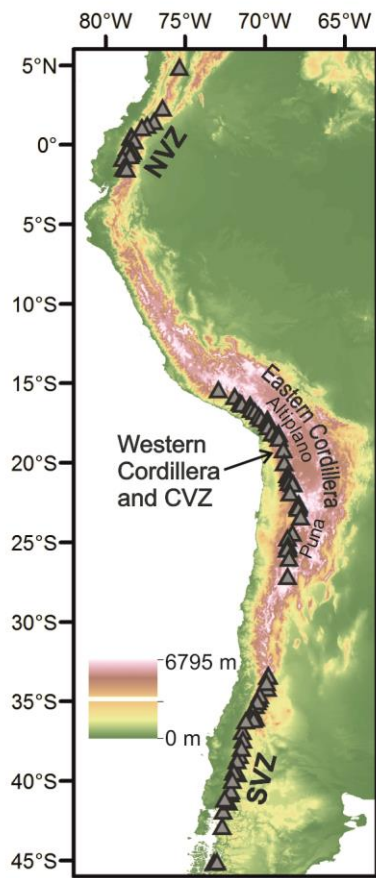 80°W 75°W 70°W 65°W
5°N
0°
5°S
10°S
15°S
20°S
25°S
30°S
35°S
40°S
45°S
NVZ
Eastern Cordillera
Altiplano
Western
Cordillera
and CVZ
Puna
6795 m
0 m
SVZ